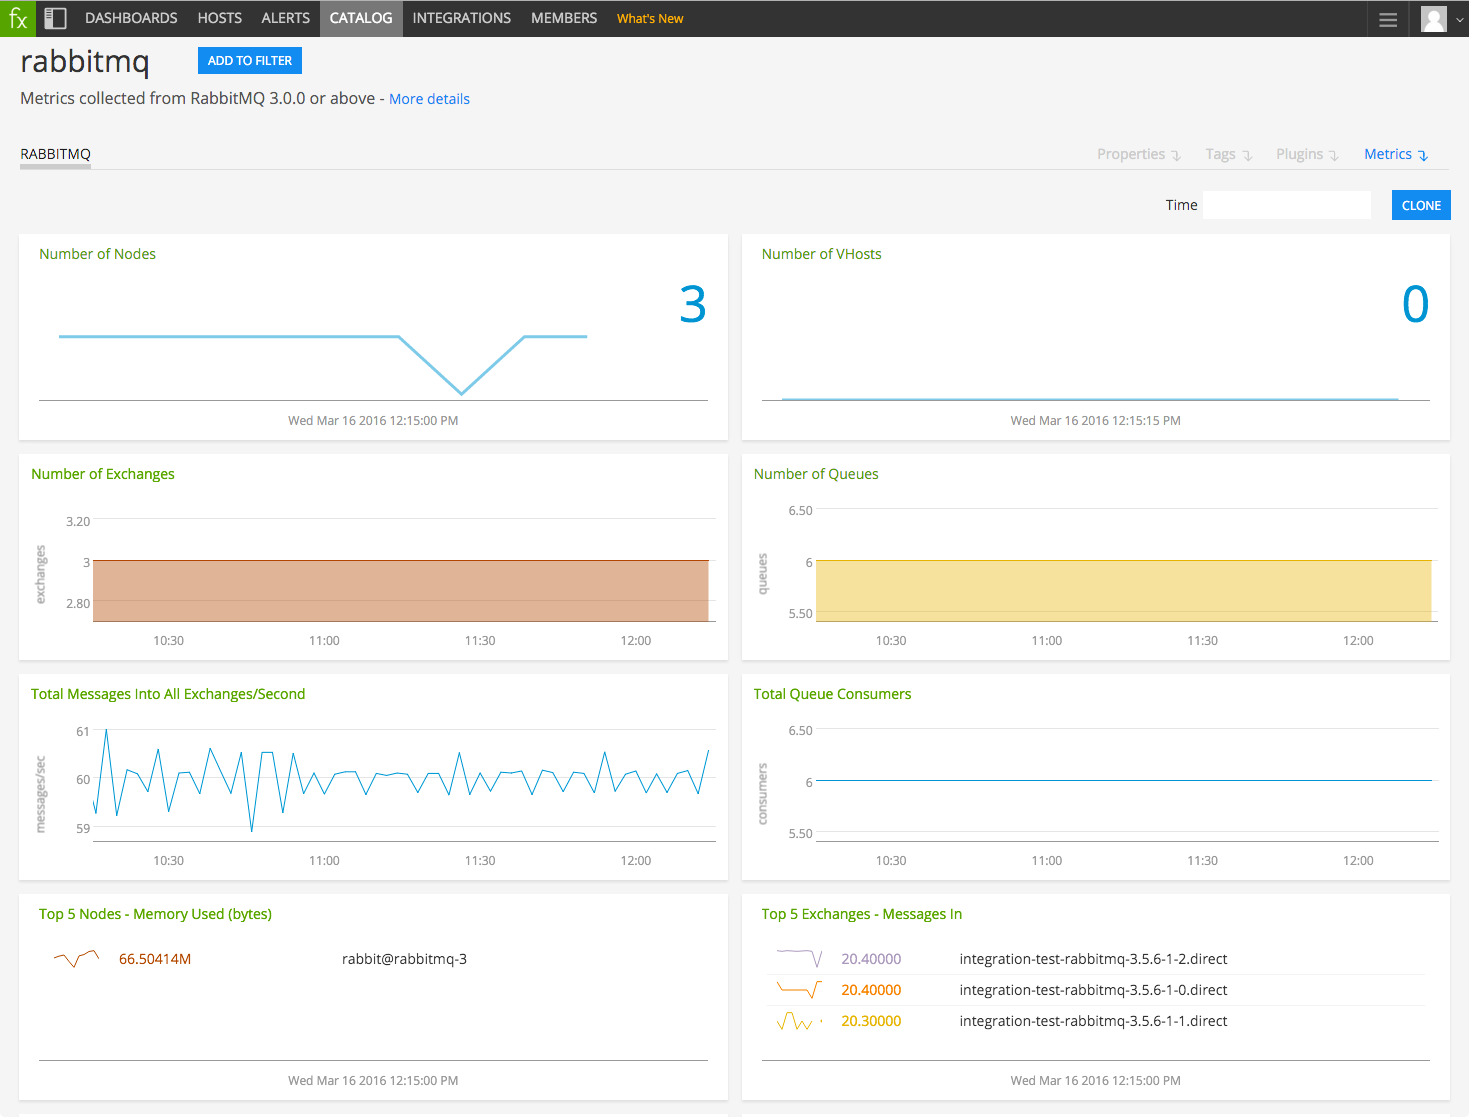 fx DASHBOARDS HOSTS ALERTS CATALOG INTEGRATIONS MEMBERS What's New
rabbitmq ADD TO FILTER
Metrics collected from RabbitMQ 3.0.0 or above - More details
RABBITMQ Properties Tags Plugins Metrics
Time CLONE
Number of Nodes
3
Wed Mar 16 2016 12:15:00 PM
Number of VHosts
0
Wed Mar 16 2016 12:15:15 PM
Number of Exchanges
exchanges
3.20
3
2.80
10:30 11:00 11:30 12:00
Number of Queues
queues
6.50
6
5.50
10:30 11:00 11:30 12:00
Total Messages Into All Exchanges/Second
messages/sec
61
60
59
10:30 11:00 11:30 12:00
Total Queue Consumers
consumers
6.50
6
5.50
10:30 11:00 11:30 12:00
Top 5 Nodes - Memory Used (bytes)
66.50414M rabbit@rabbitmq-3
Wed Mar 16 2016 12:15:00 PM
Top 5 Exchanges - Messages In
20.40000 integration-test-rabbitmq-3.5.6-1-2.direct
20.40000 integration-test-rabbitmq-3.5.6-1-0.direct
20.30000 integration-test-rabbitmq-3.5.6-1-1.direct
Wed Mar 16 2016 12:15:00 PM